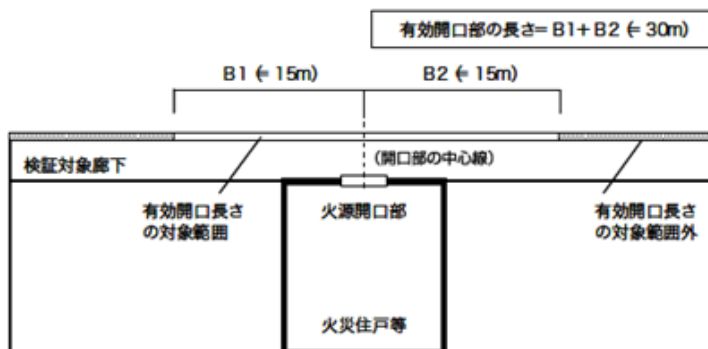 有効開口部の長さ=B1+B2 (=30m)
B1 (=15m)
B2 (=15m)
検証対象廊下
(開口部の中心線)
有効開口長さ
の対象範囲
火源開口部
有効開口長さ
の対象範囲外
火災住戸等